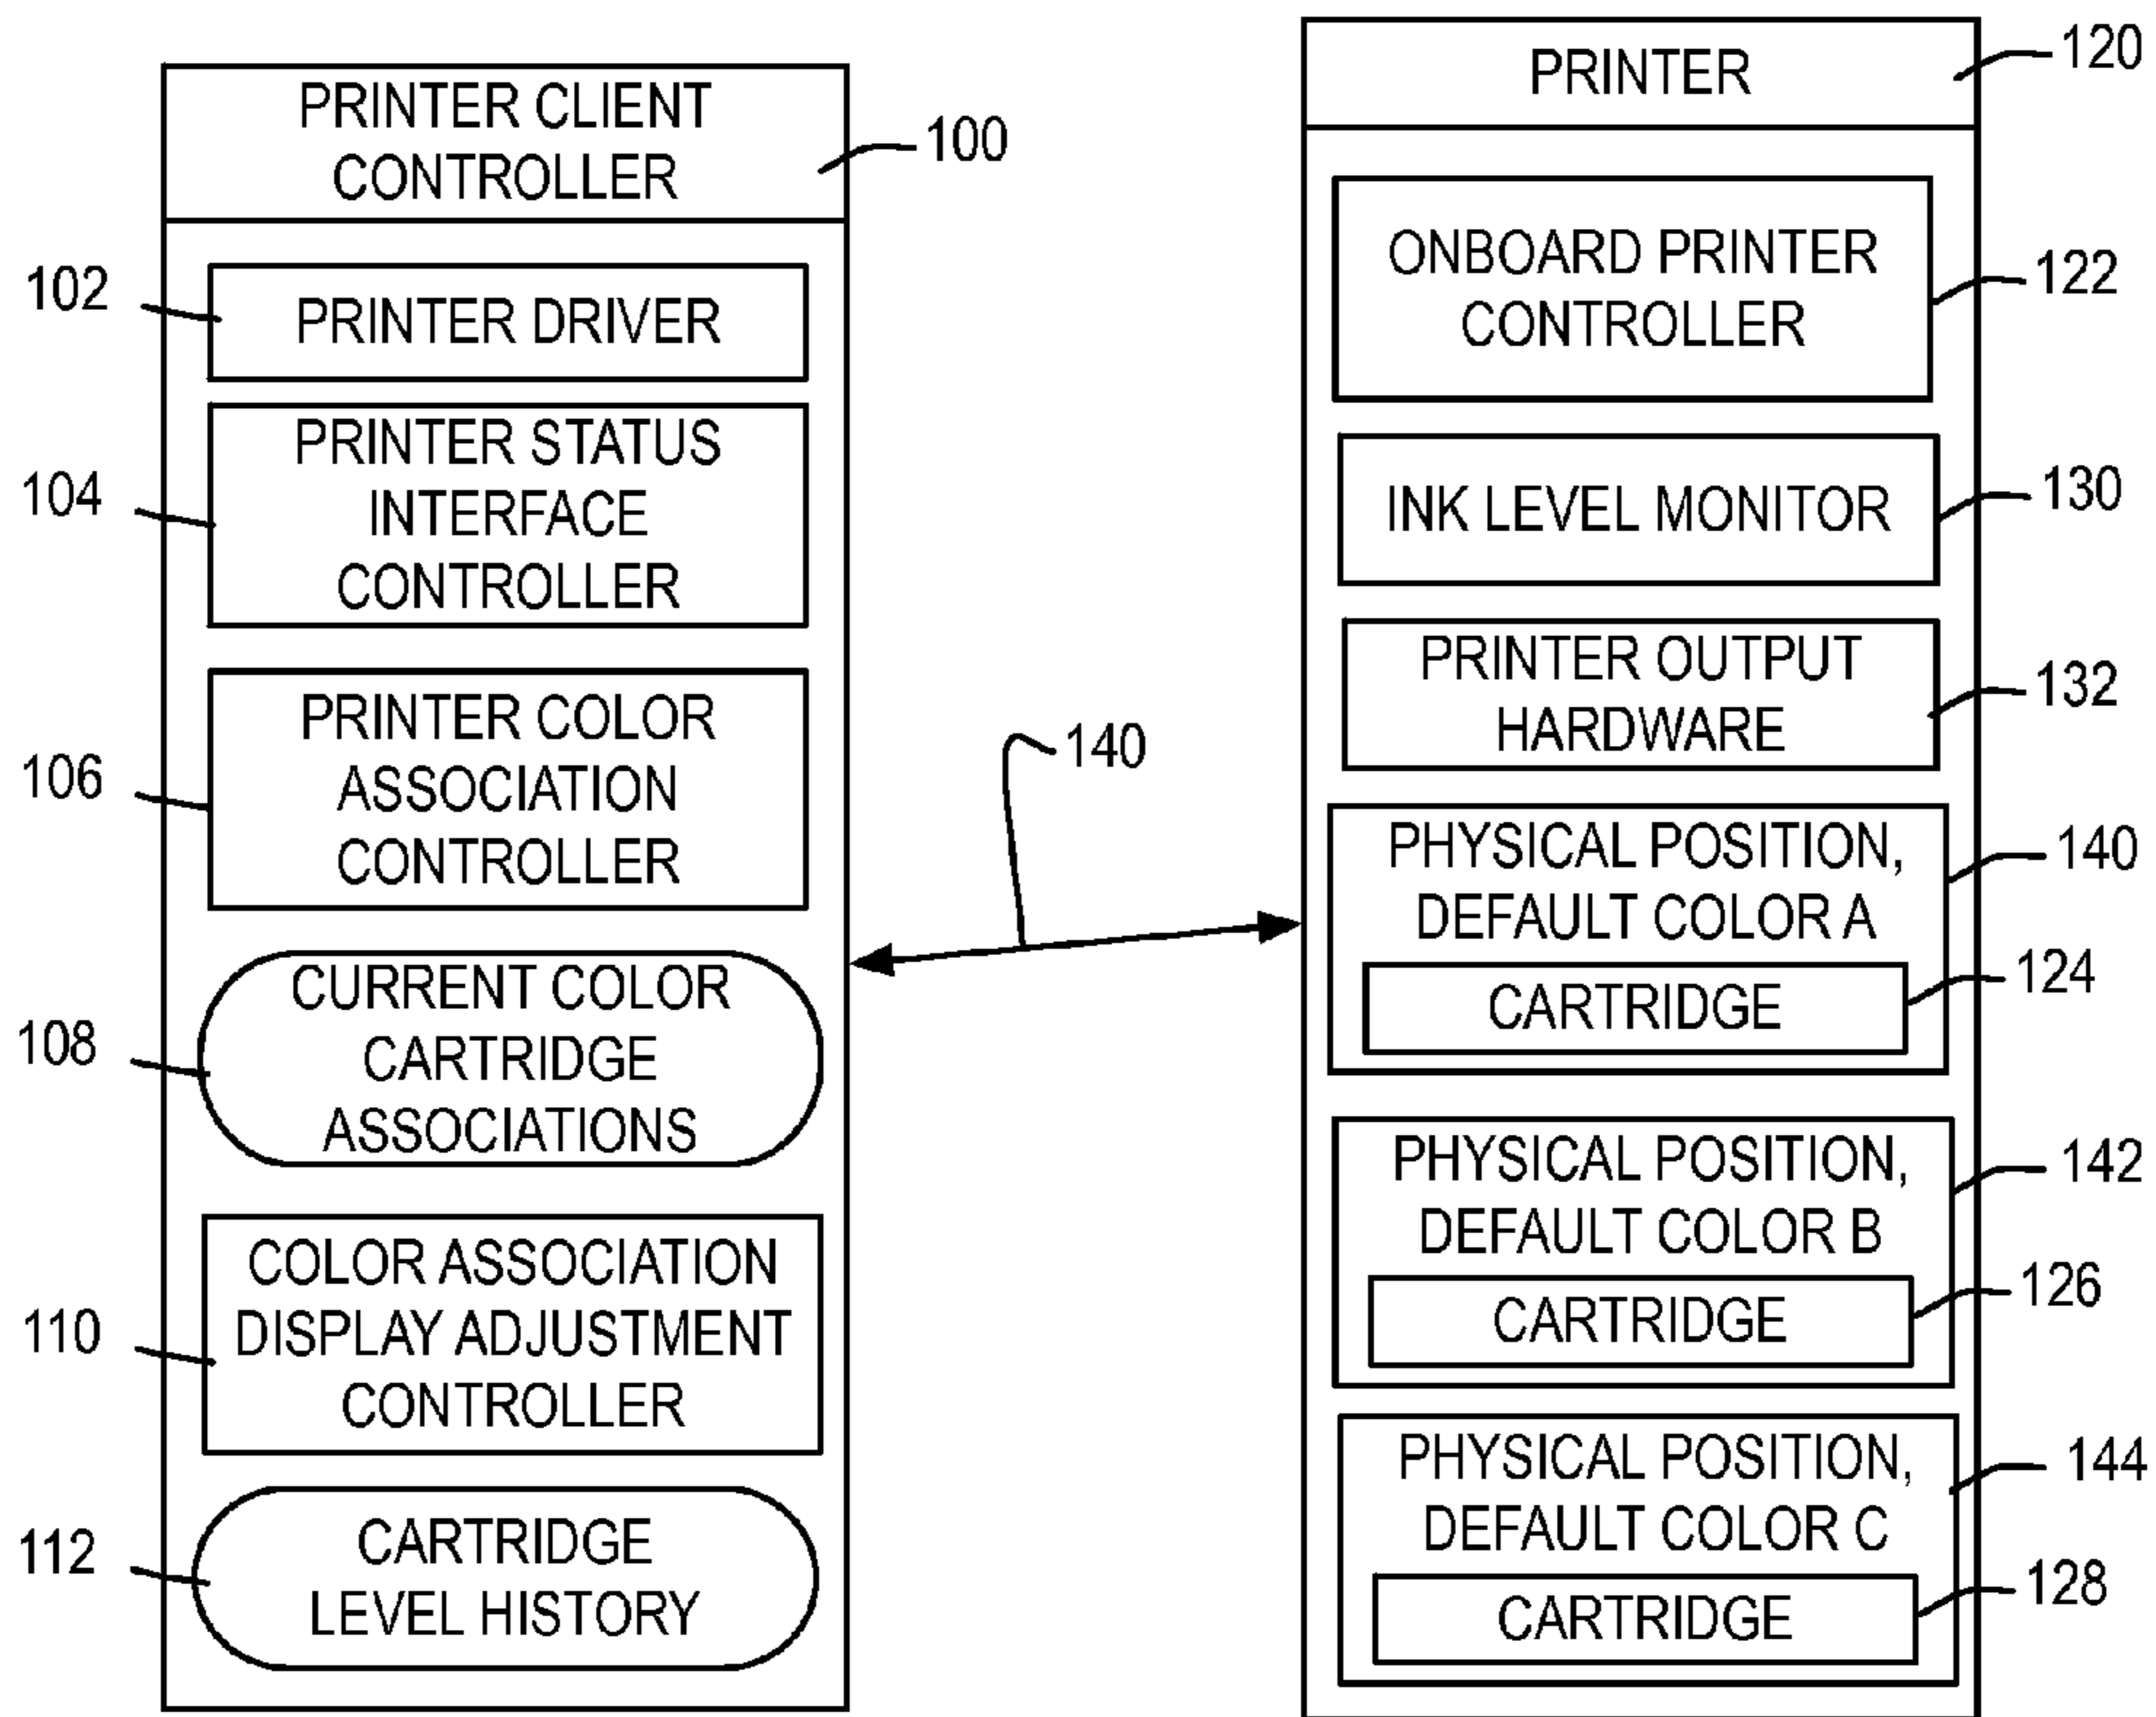 PRINTER CLIENT
CONTROLLER
100
102
PRINTER DRIVER
104
PRINTER STATUS
INTERFACE
CONTROLLER
106
PRINTER COLOR
ASSOCIATION
CONTROLLER
108
CURRENT COLOR
CARTRIDGE
ASSOCIATIONS
110
COLOR ASSOCIATION
DISPLAY ADJUSTMENT
CONTROLLER
112
CARTRIDGE
LEVEL HISTORY
140
PRINTER
120
ONBOARD PRINTER
CONTROLLER
122
INK LEVEL MONITOR
130
PRINTER OUTPUT
HARDWARE
132
PHYSICAL POSITION,
DEFAULT COLOR A
140
CARTRIDGE
124
PHYSICAL POSITION,
DEFAULT COLOR B
142
CARTRIDGE
126
PHYSICAL POSITION,
DEFAULT COLOR C
144
CARTRIDGE
128